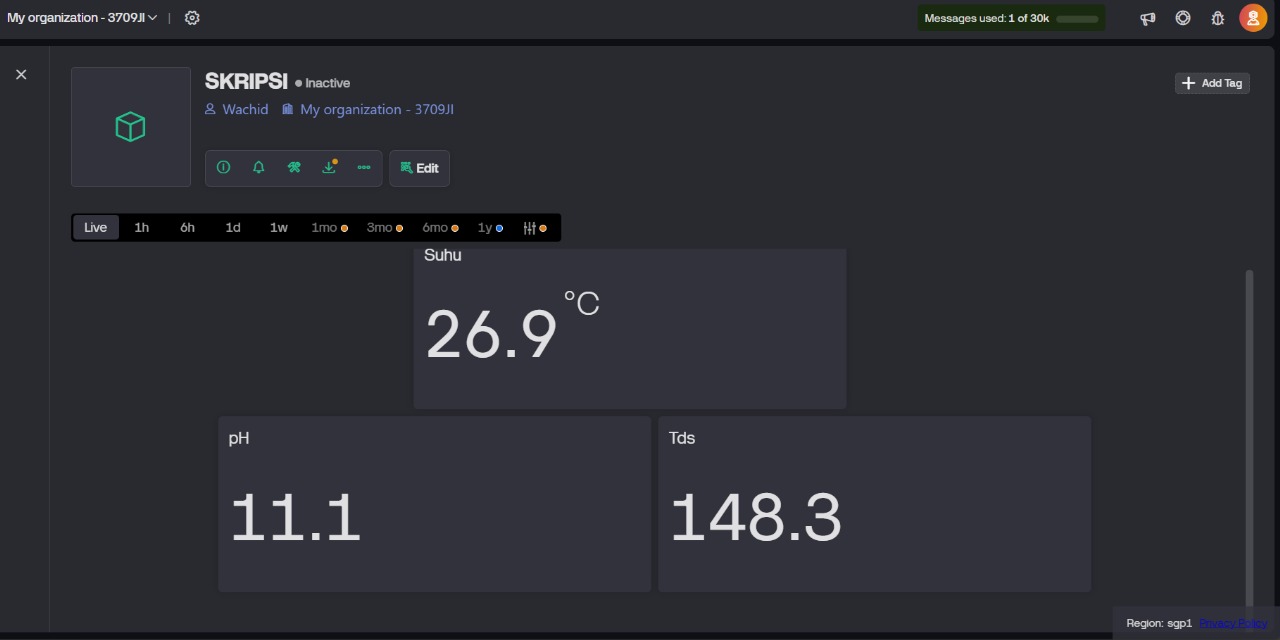 My organization - 3709JI
Messages used: 1 of 30k
SKRIPSI Inactive
Add Tag
Wachid My organization - 3709JI
Edit
Live 1h 6h 1d 1w 1mo 3mo 6mo 1y
Suhu
26.9 °C
pH
11.1
Tds
148.3
Region: sgp1 Privacy Policy